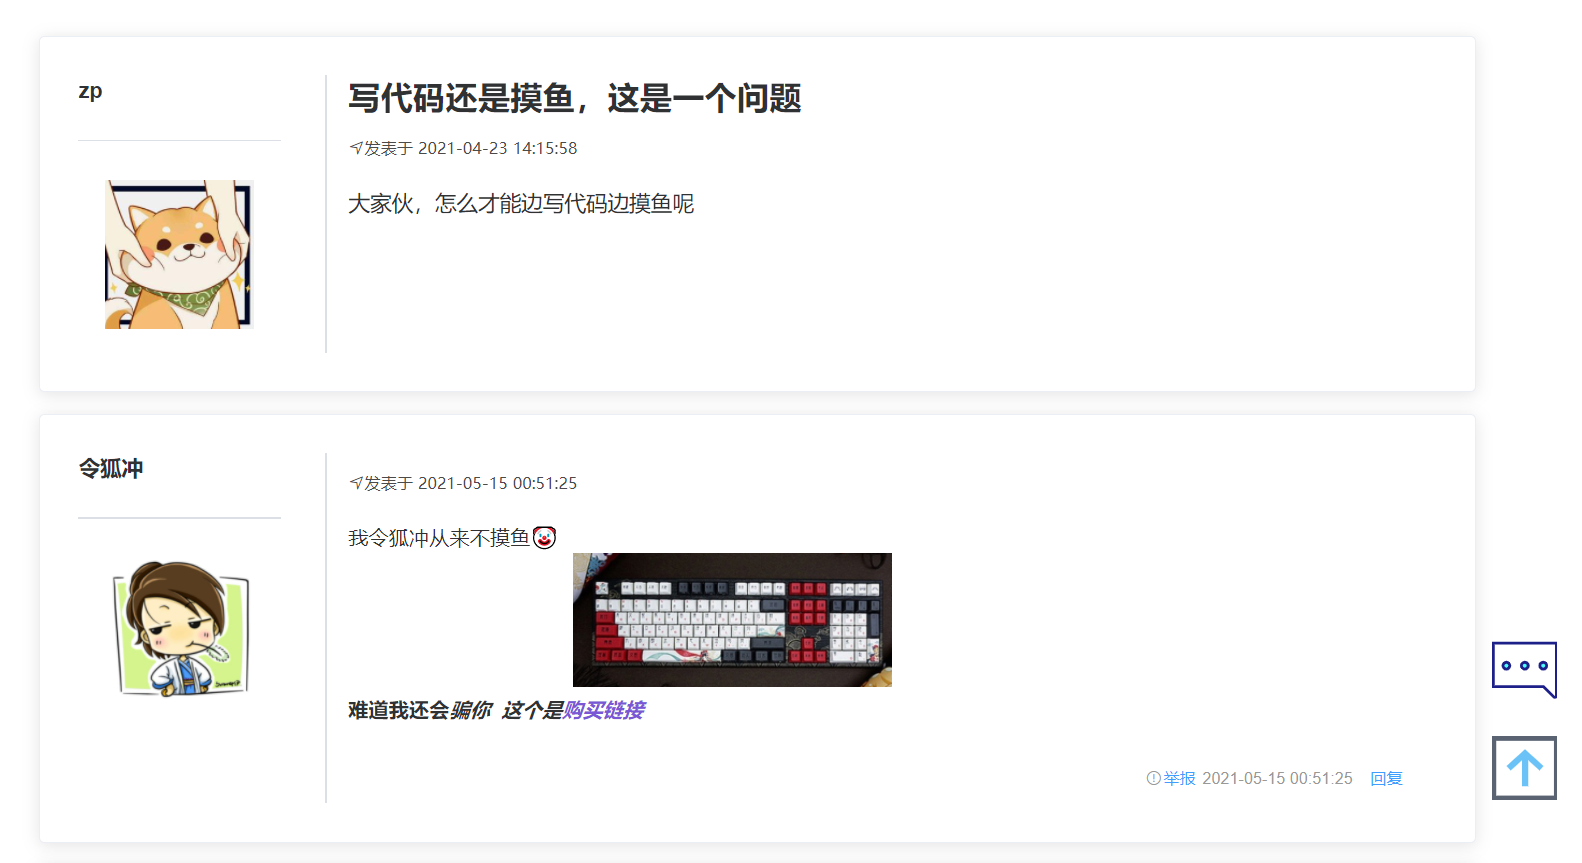 zp
写代码还是摸鱼，这是一个问题
发表于 2021-04-23 14:15:58
大家伙，怎么才能边写代码边摸鱼呢
令狐冲
发表于 2021-05-15 00:51:25
我令狐冲从来不摸鱼🤡
难道我还会骗你 这个是购买链接
举报 2021-05-15 00:51:25 回复